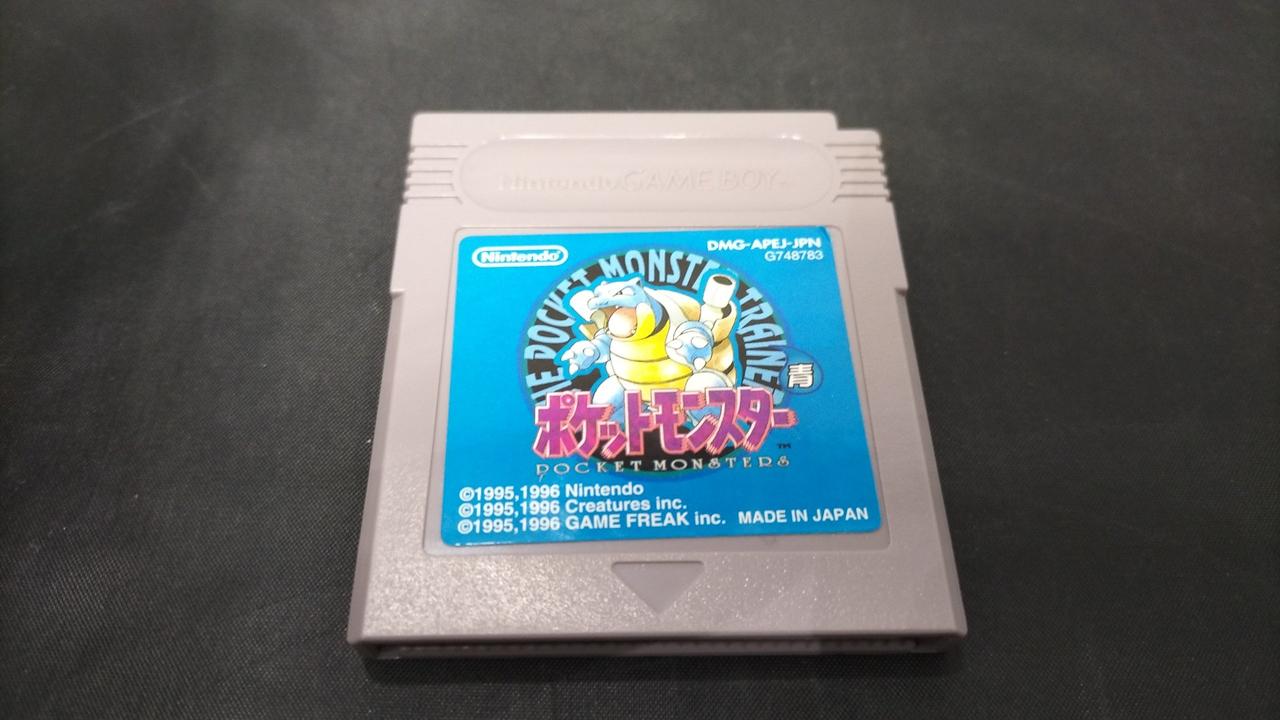 Nintendo GAME BOY
Nintendo
DMG-APEJ-JPN
G748783
THE POCKET MONSTER TRAINER
青
ポケットモンスター
TM
POCKET MONSTERS
©1995,1996 Nintendo
©1995,1996 Creatures inc.
©1995,1996 GAME FREAK inc. MADE IN JAPAN